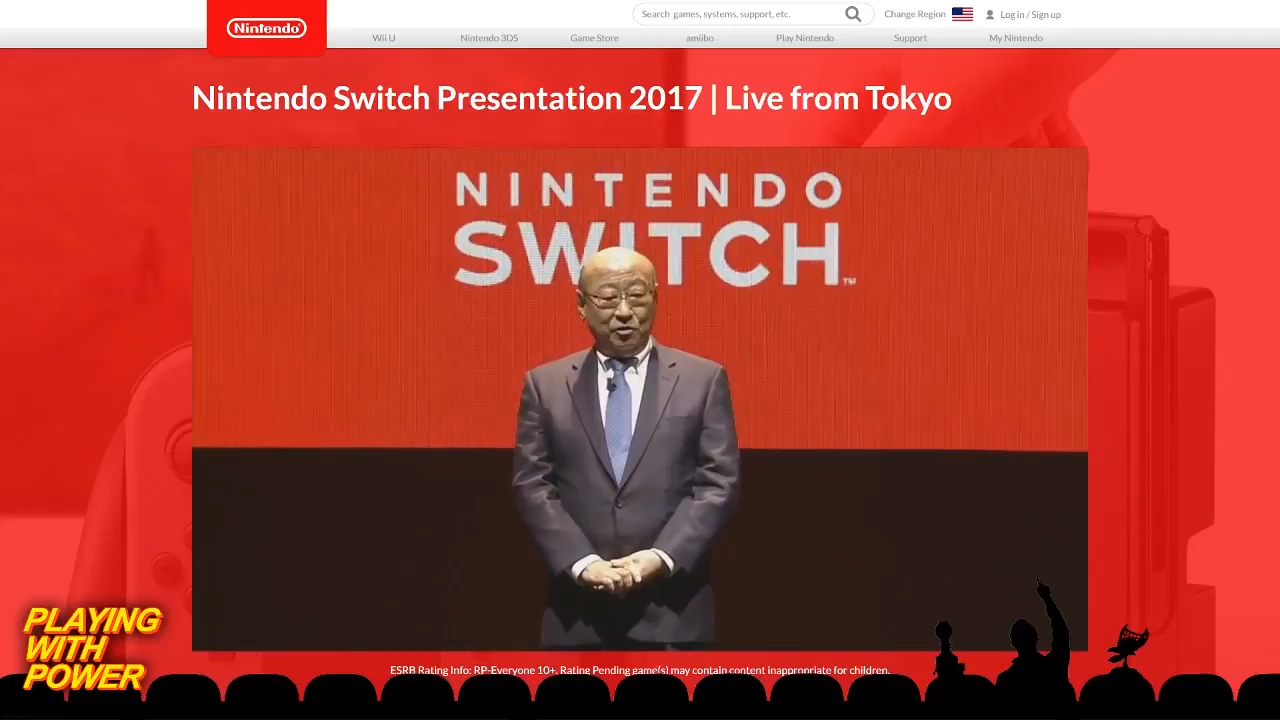 Nintendo
Search games, systems, support, etc.
Change Region
Log in / Sign up
Wii U
Nintendo 3DS
Game Store
amiibo
Play Nintendo
Support
My Nintendo
Nintendo Switch Presentation 2017 | Live from Tokyo
NINTENDO
SWITCH™
PLAYING
WITH
POWER
ESRB Rating Info: RP-Everyone 10+, Rating Pending game(s) may contain content inappropriate for children.